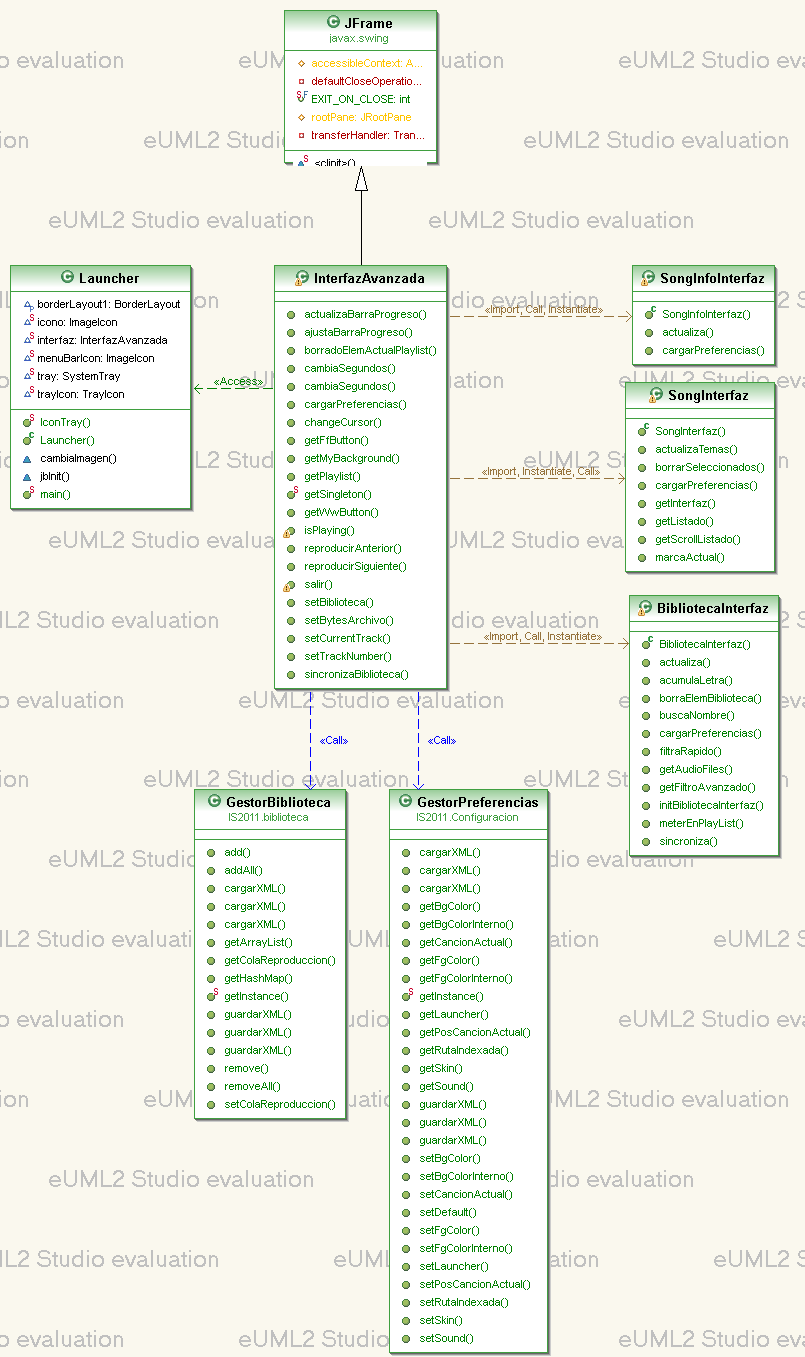 JFrame
javax.swing
accessibleContext: A...
defaultCloseOperatio...
EXIT_ON_CLOSE: int
rootPane: JRootPane
transferHandler: Tran...
<clinit>()
Launcher
borderLayout1: BorderLayout
icono: ImageIcon
interfaz: InterfazAvanzada
menuBarIcon: ImageIcon
tray: SystemTray
trayIcon: TrayIcon
IconTray()
Launcher()
cambiaImagen()
jbInit()
main()
«Access»
InterfazAvanzada
actualizaBarraProgreso()
ajustaBarraProgreso()
borradoElemActualPlaylist()
cambiaSegundos()
cambiaSegundos()
cargarPreferencias()
changeCursor()
getFfButton()
getMyBackground()
getPlaylist()
getSingleton()
getWwButton()
isPlaying()
reproducirAnterior()
reproducirSiguiente()
salir()
setBiblioteca()
setBytesArchivo()
setCurrentTrack()
setTrackNumber()
sincronizaBiblioteca()
«Import, Call, Instantiate»
SongInfoInterfaz
SongInfoInterfaz()
actualiza()
cargarPreferencias()
«Import, Instantiate, Call»
SongInterfaz
SongInterfaz()
actualizaTemas()
borrarSeleccionados()
cargarPreferencias()
getInterfaz()
getListado()
getScrollListado()
marcaActual()
«Import, Call, Instantiate»
BibliotecaInterfaz
BibliotecaInterfaz()
actualiza()
acumulaLetra()
borraElemBiblioteca()
buscaNombre()
cargarPreferencias()
filtraRapido()
getAudioFiles()
getFiltroAvanzado()
initBibliotecaInterfaz()
meterEnPlayList()
sincroniza()
«Call»
«Call»
GestorBiblioteca
IS2011.biblioteca
add()
addAll()
cargarXML()
cargarXML()
cargarXML()
getArrayList()
getColaReproduccion()
getHashMap()
getInstance()
guardarXML()
guardarXML()
guardarXML()
remove()
removeAll()
setColaReproduccion()
GestorPreferencias
IS2011.Configuracion
cargarXML()
cargarXML()
cargarXML()
getBgColor()
getBgColorInterno()
getCancionActual()
getFgColor()
getFgColorInterno()
getInstance()
getLauncher()
getPosCancionActual()
getRutaIndexada()
getSkin()
getSound()
guardarXML()
guardarXML()
guardarXML()
setBgColor()
setBgColorInterno()
setCancionActual()
setDefault()
setFgColor()
setFgColorInterno()
setLauncher()
setPosCancionActual()
setRutaIndexada()
setSkin()
setSound()
eUML2 Studio evaluation